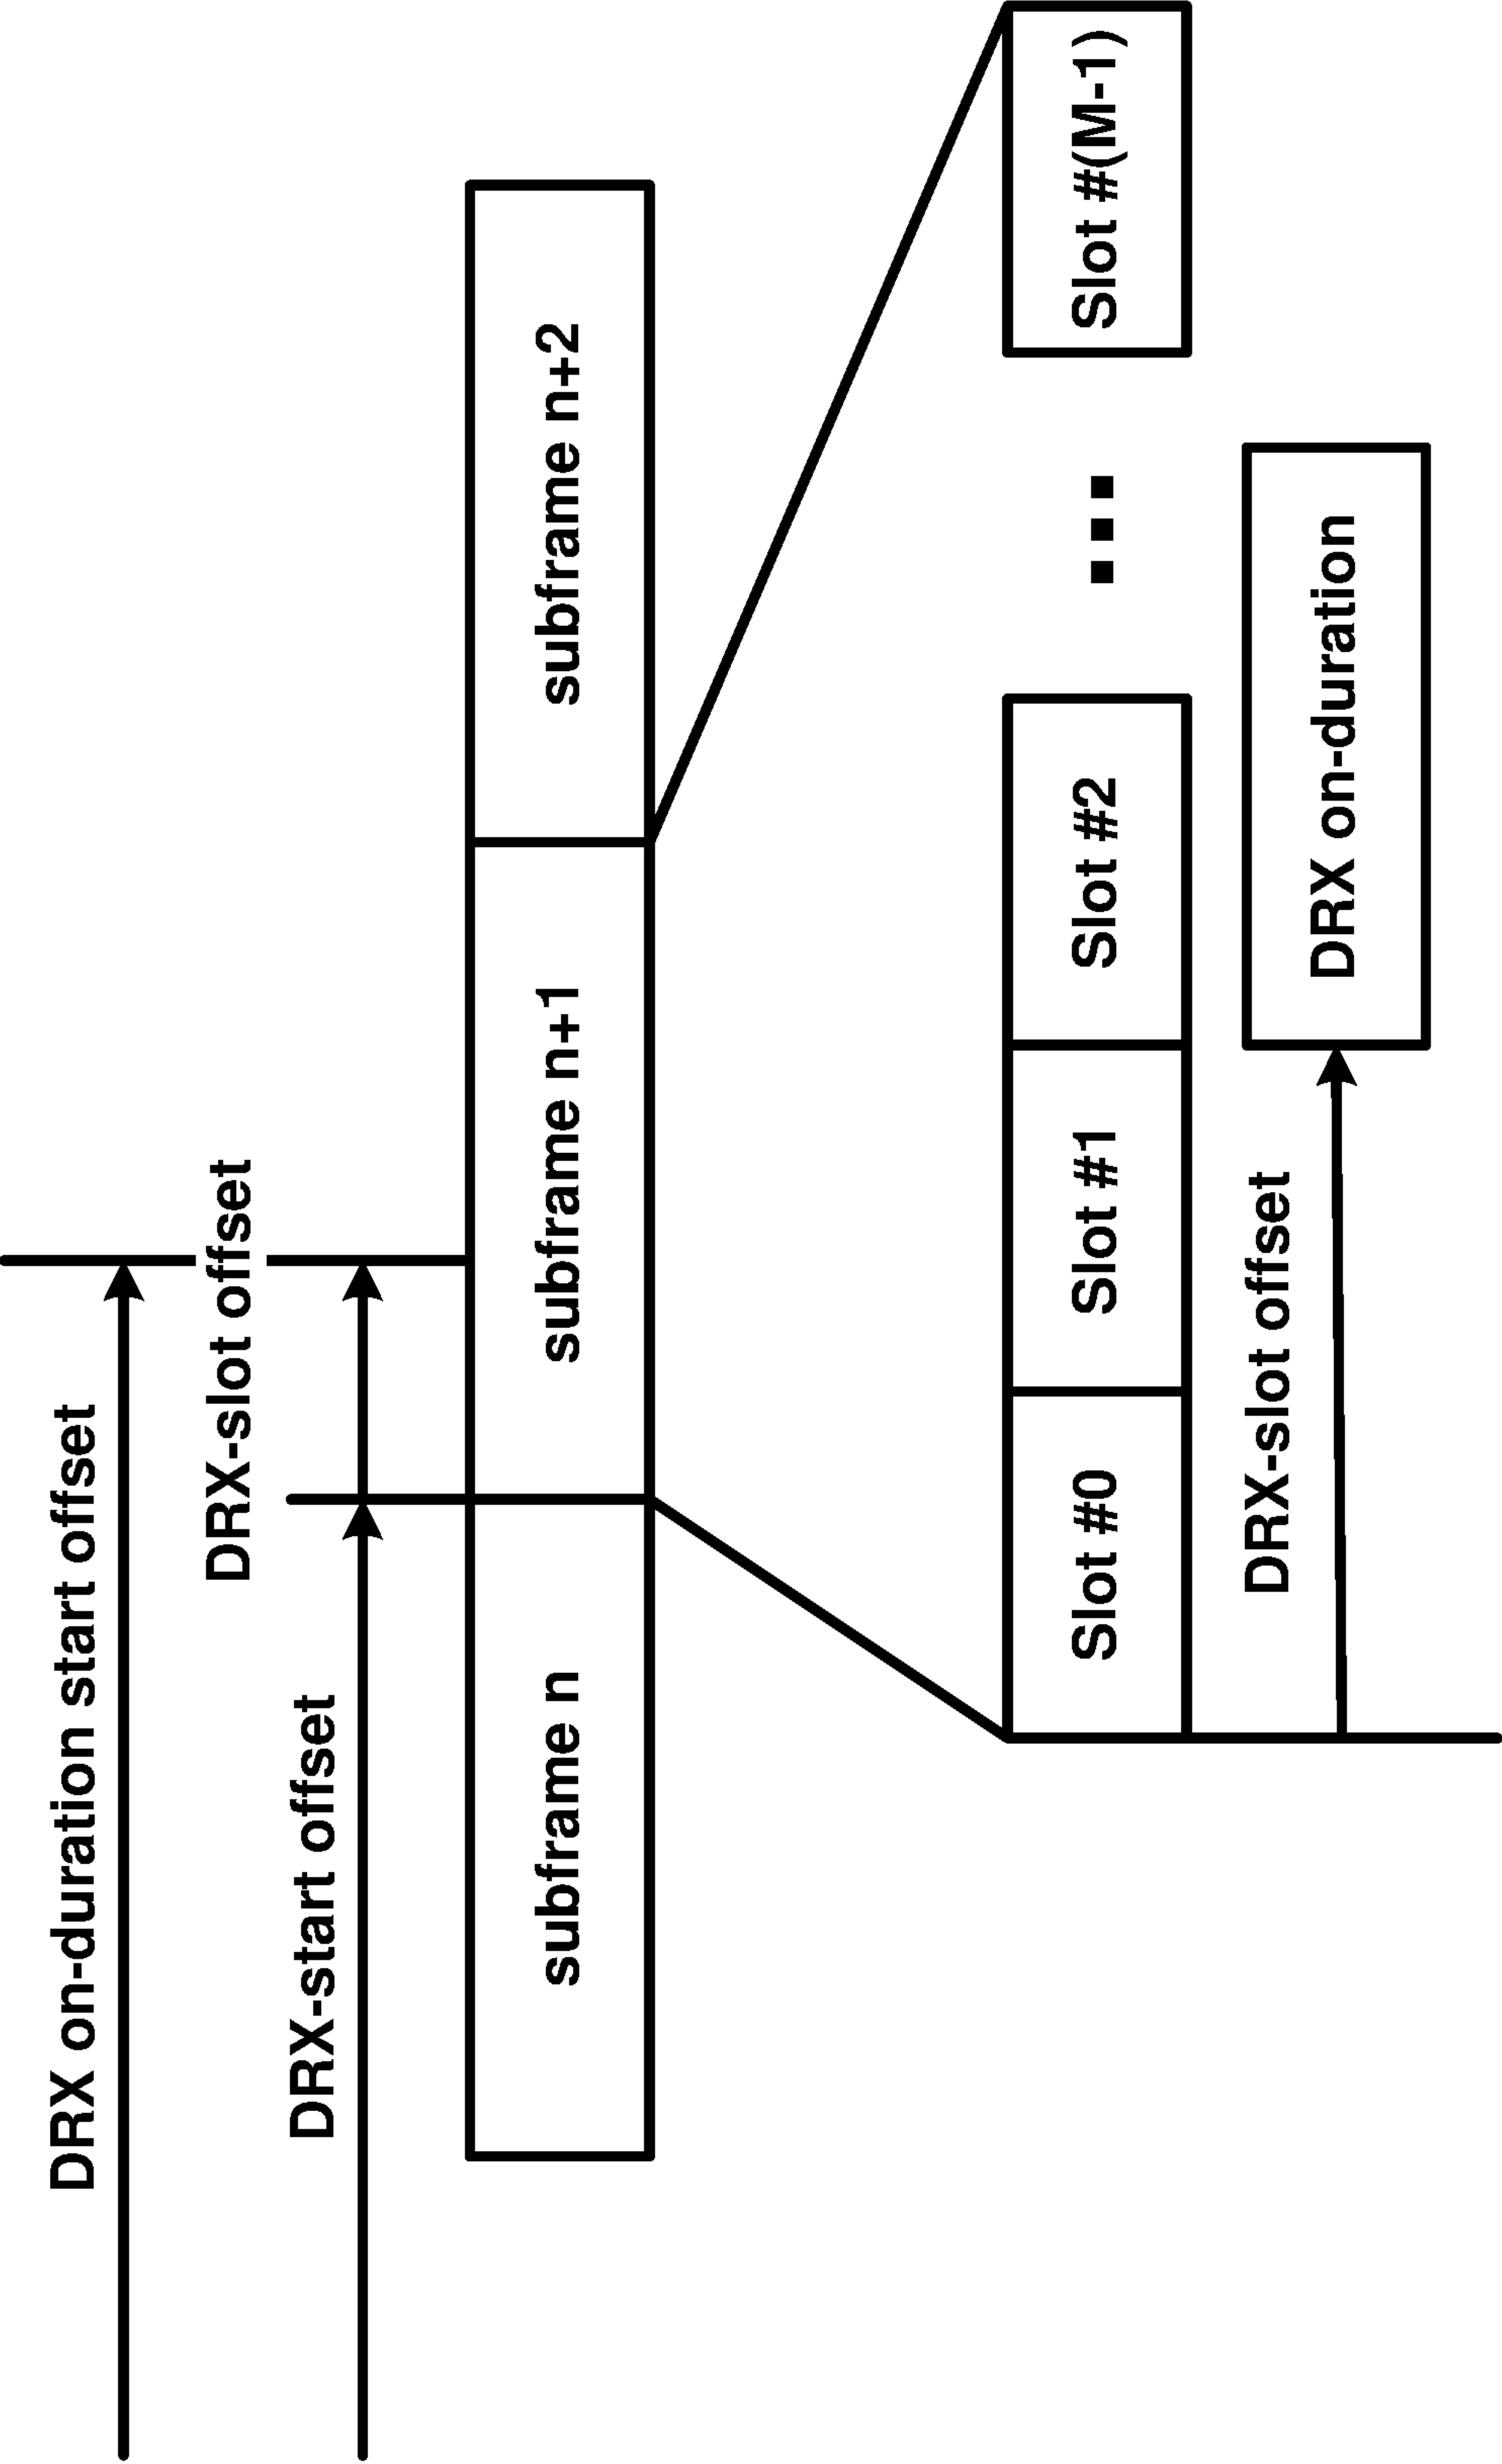 DRX on-duration start offset
DRX-slot offset
DRX-start offset
subframe n
subframe n+1
subframe n+2
Slot #0
Slot #1
Slot #2
...
Slot #(M-1)
DRX-slot offset
DRX on-duration